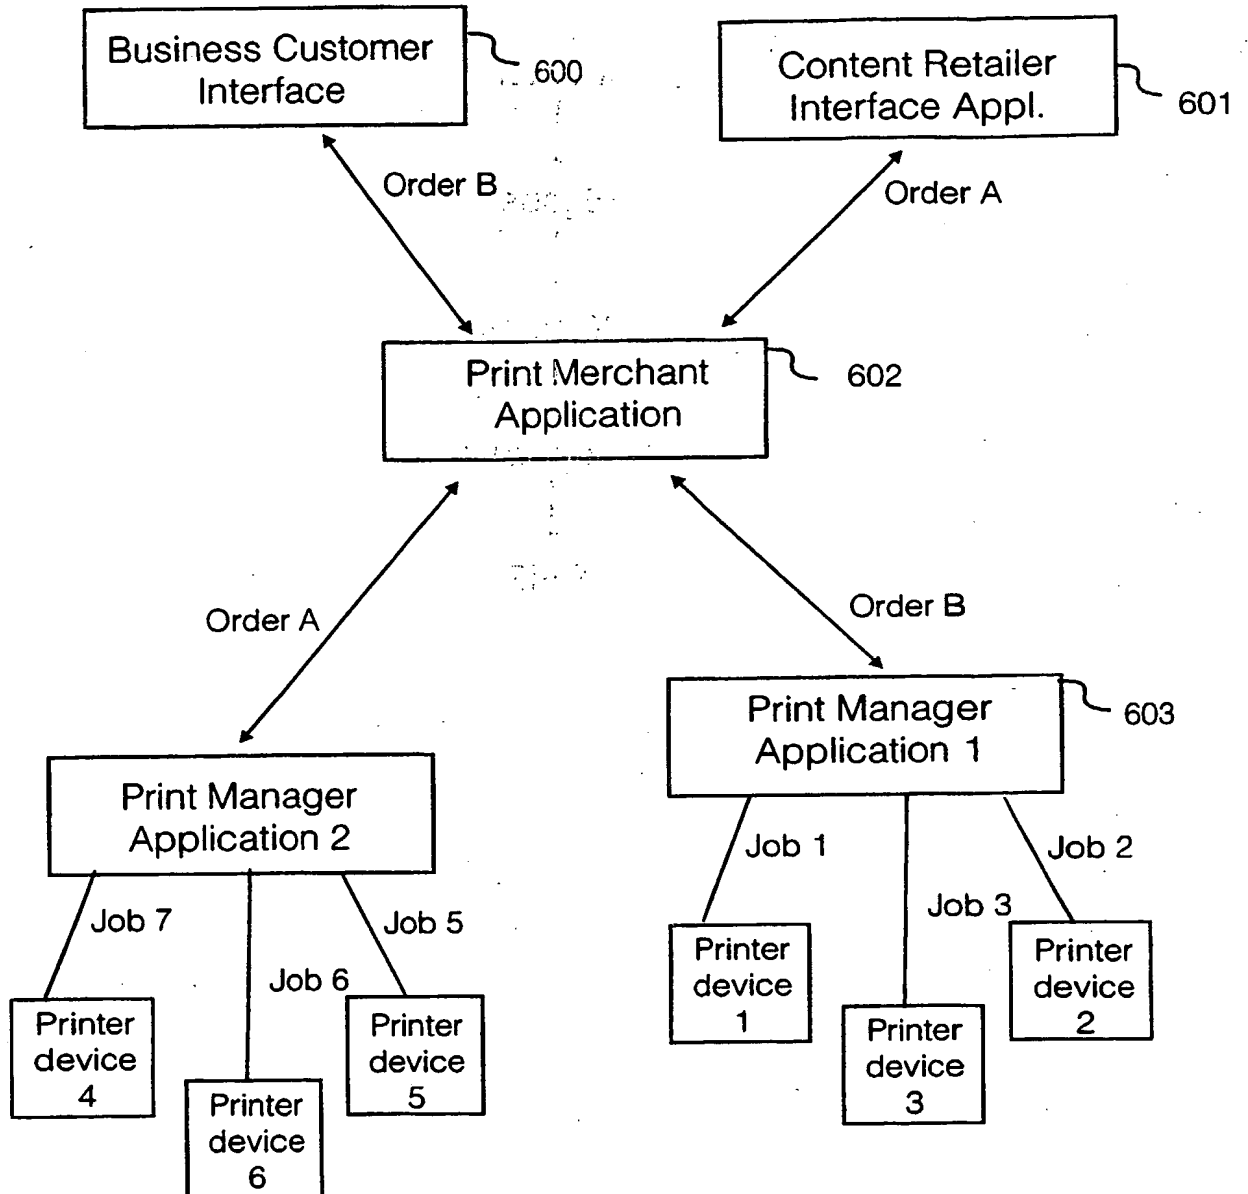 Business Customer
Interface
600
Content Retailer
Interface Appl.
601
Order B
Order A
Print Merchant
Application
602
Order A
Order B
Print Manager
Application 1
603
Print Manager
Application 2
Job 1
Job 2
Job 3
Job 7
Job 5
Job 6
Printer
device
1
Printer
device
2
Printer
device
3
Printer
device
4
Printer
device
5
Printer
device
6